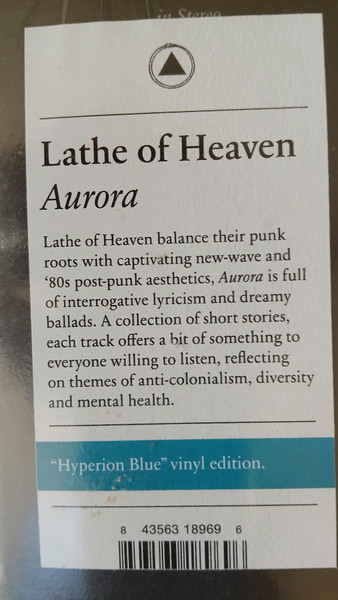 in Stereo
Lathe of Heaven
Aurora
Lathe of Heaven balance their punk
roots with captivating new-wave and
‘80s post-punk aesthetics, Aurora is full
of interrogative lyricism and dreamy
ballads. A collection of short stories,
each track offers a bit of something to
everyone willing to listen, reflecting
on themes of anti-colonialism, diversity
and mental health.
“Hyperion Blue” vinyl edition.
8 43563 18969 6